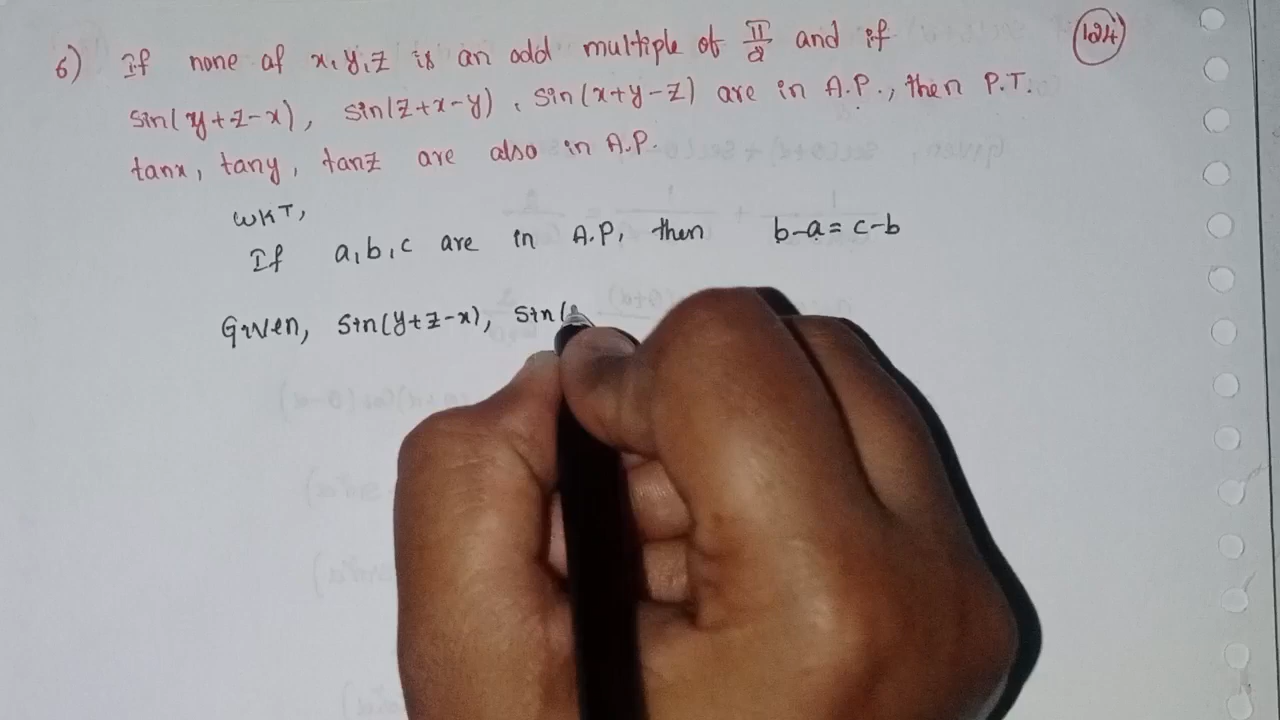 6) If none of x, y, z is an odd multiple of π/2 and if (124)
sin(y+z-x), sin(z+x-y), sin(x+y-z) are in A.P., then P.T.
tanx, tany, tanz are also in A.P.
WKT,
If a, b, c are in A.P, then b-a = c-b
Given, sin(y+z-x), sin(